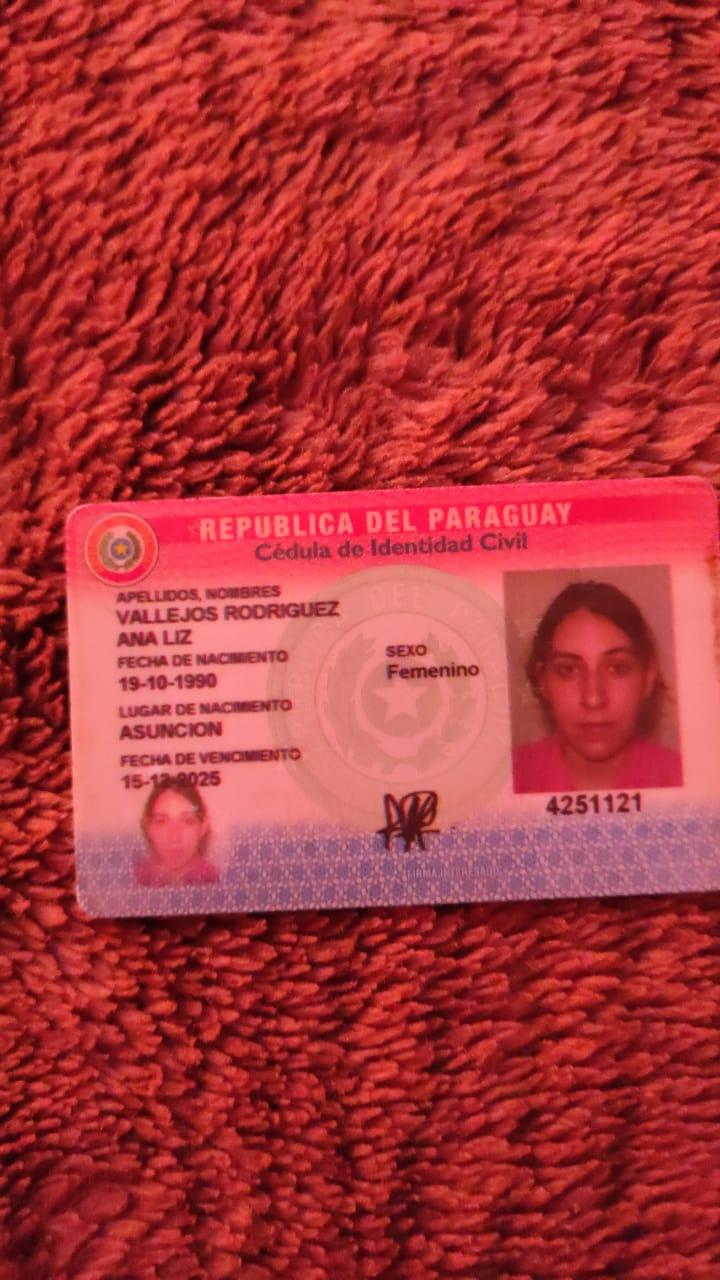 REPUBLICA DEL PARAGUAY
Cédula de Identidad Civil
APELLIDOS, NOMBRES
VALLEJOS RODRIGUEZ
ANA LIZ
FECHA DE NACIMIENTO
19-10-1990
SEXO
Femenino
LUGAR DE NACIMIENTO
ASUNCION
FECHA DE VENCIMIENTO
15-12-2025
4251121
FIRMA INTERESADO